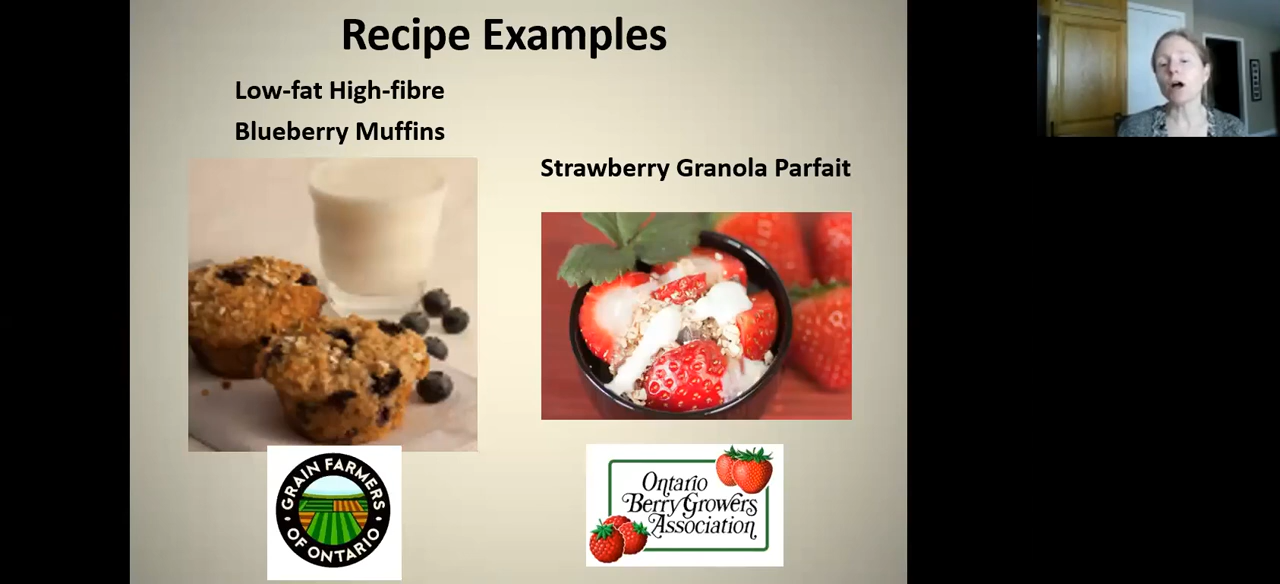 Recipe Examples
Low-fat High-fibre
Blueberry Muffins
Strawberry Granola Parfait
GRAIN FARMERS
OF ONTARIO
Ontario
Berry Growers
Association